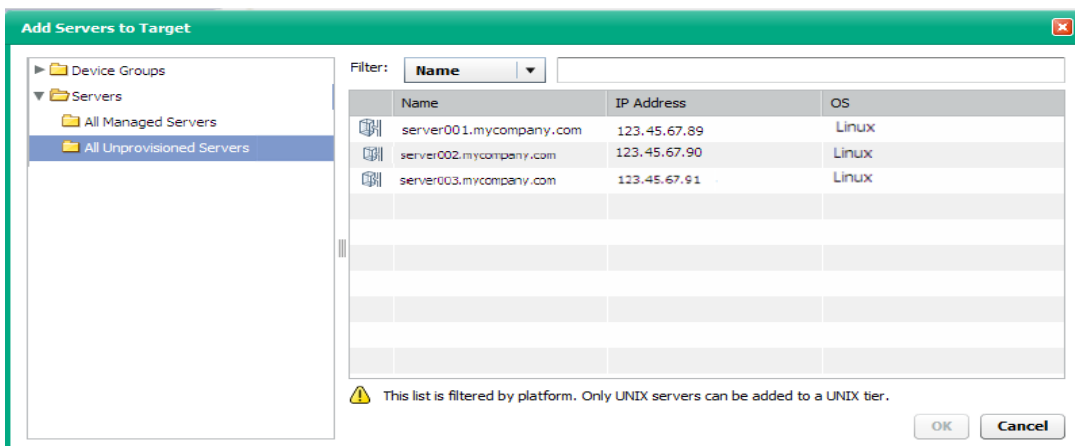 Add Servers to Target
Device Groups
Servers
All Managed Servers
All Unprovisioned Servers
Filter: Name
Name IP Address OS
server001.mycompany.com 123.45.67.89 Linux
server002.mycompany.com 123.45.67.90 Linux
server003.mycompany.com 123.45.67.91 Linux
This list is filtered by platform. Only UNIX servers can be added to a UNIX tier.
OK Cancel